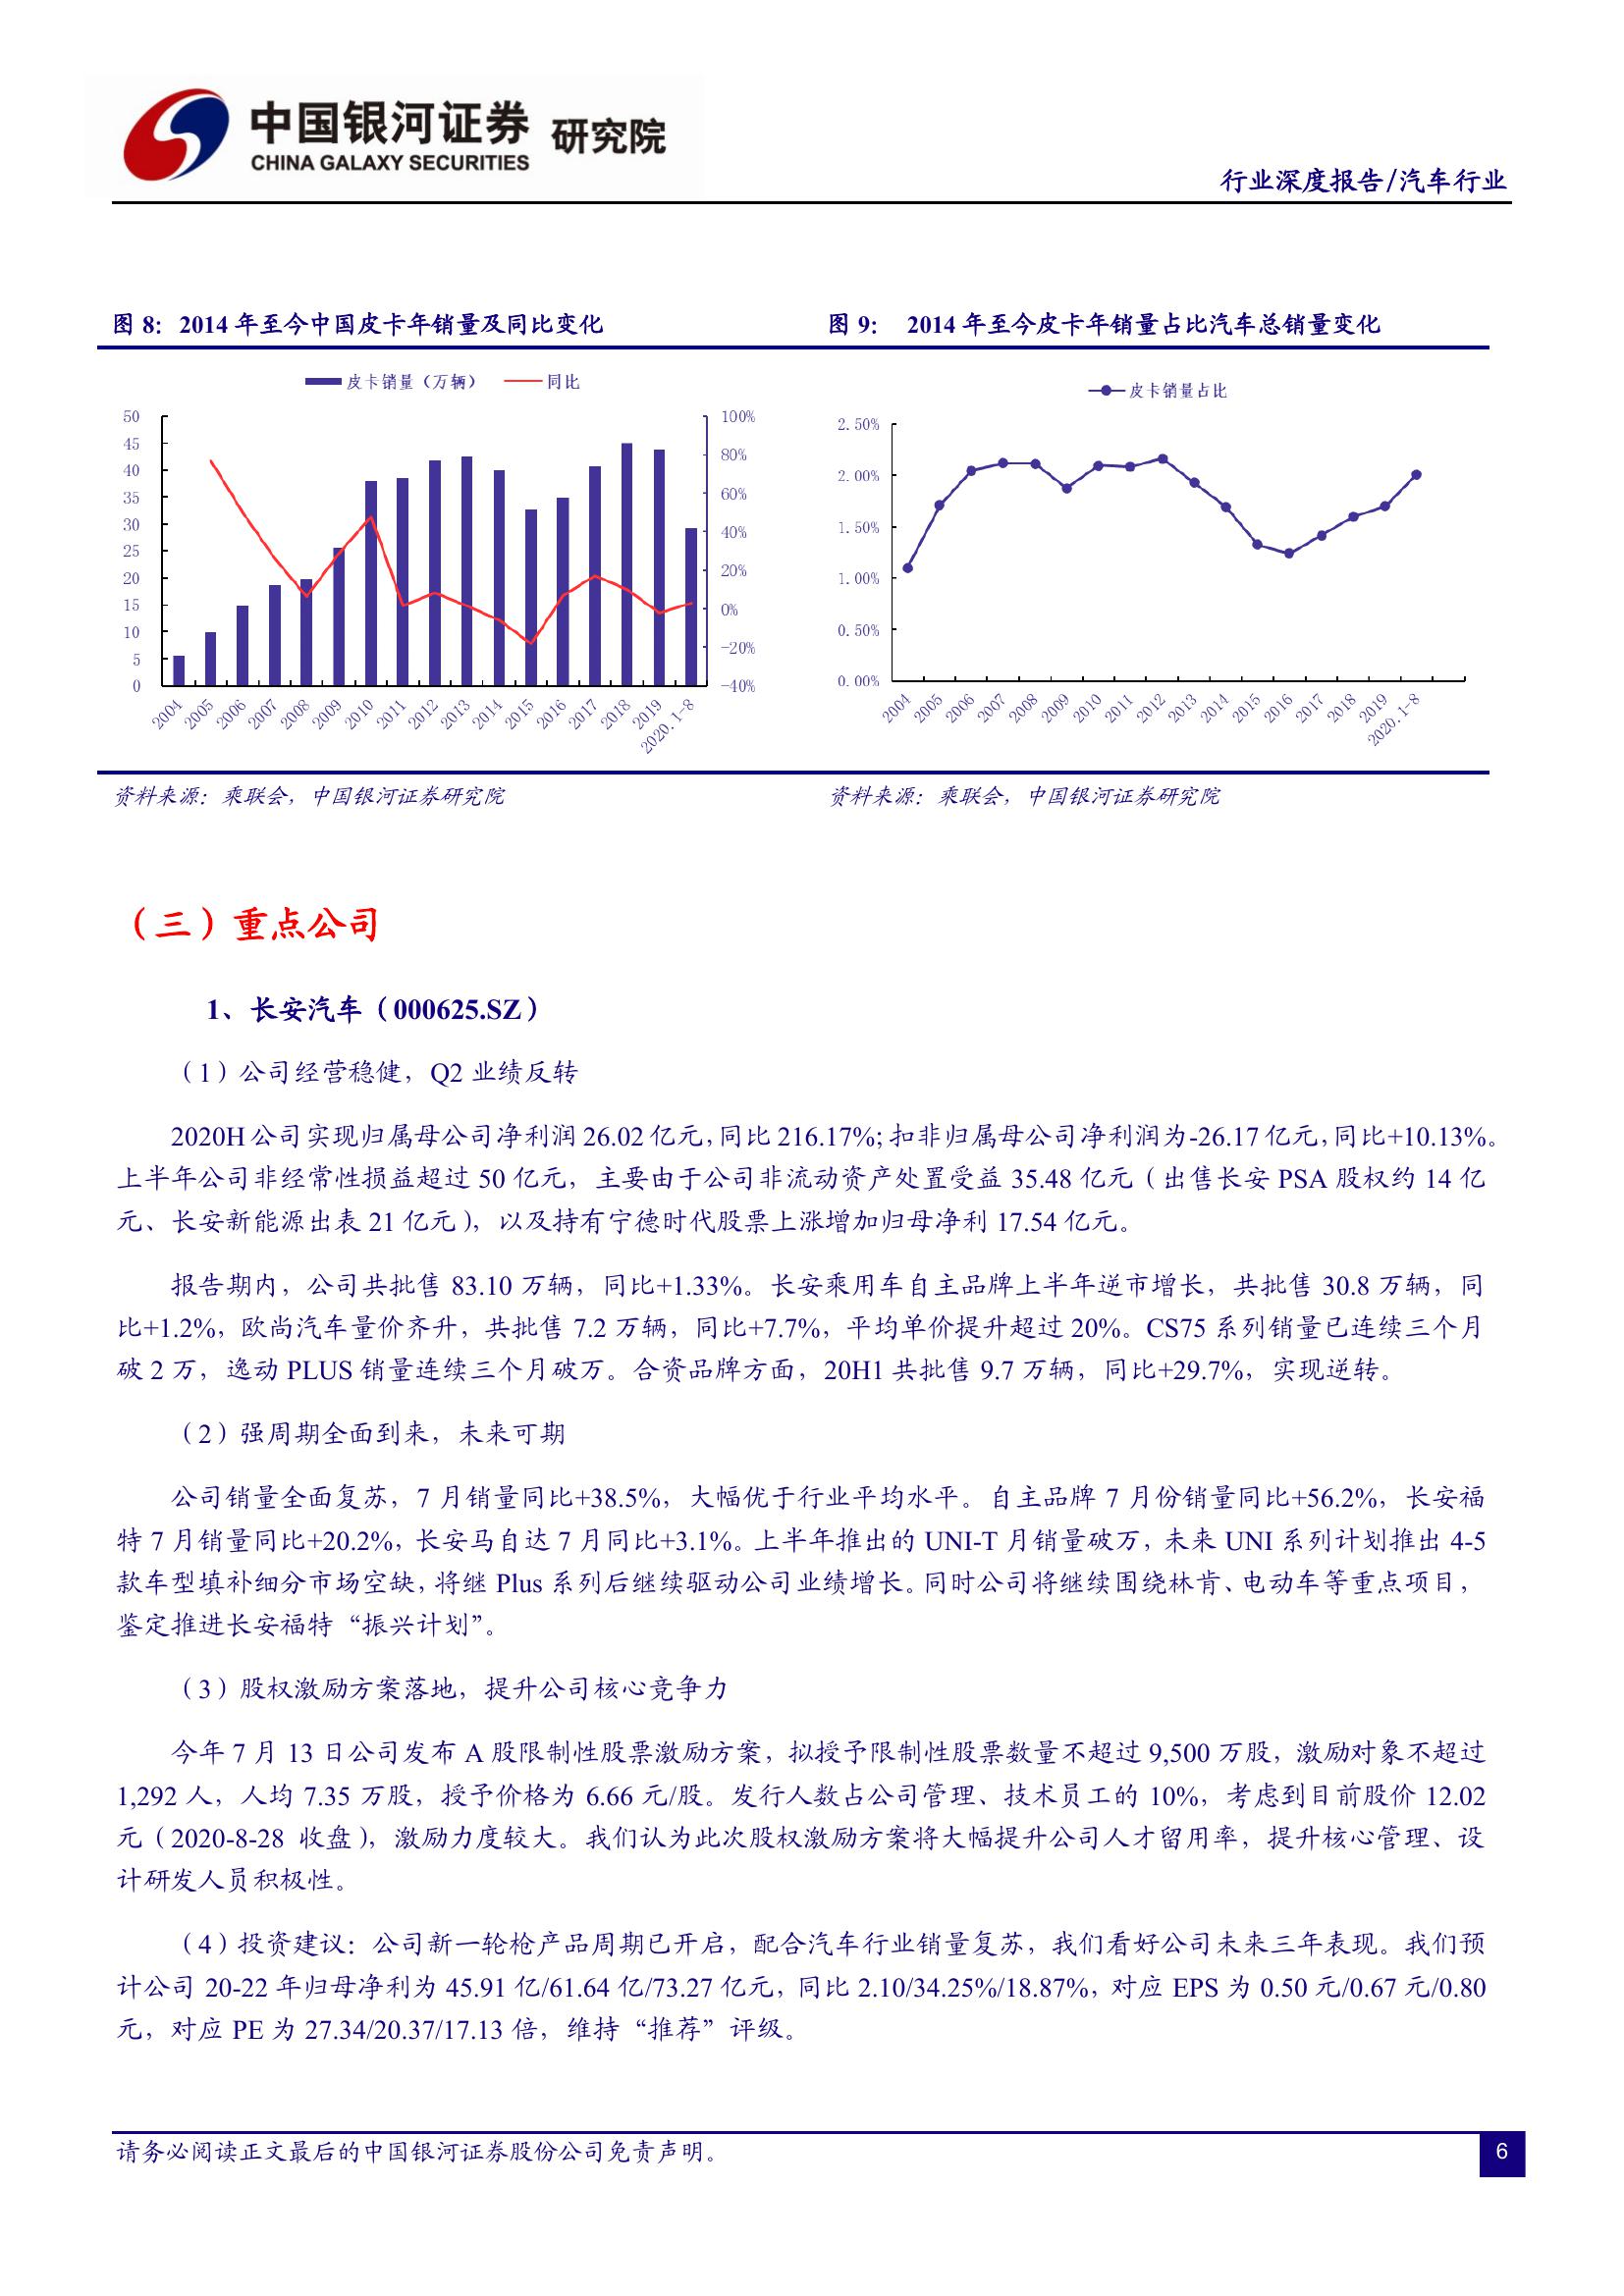 中国银河证券 研究院
CHINA GALAXY SECURITIES
行业深度报告/汽车行业
图 8: 2014 年至今中国皮卡年销量及同比变化
皮卡销量（万辆） 同比
50
45
40
35
30
25
20
15
10
5
0
100%
80%
60%
40%
20%
0%
-20%
-40%
2004 2005 2006 2007 2008 2009 2010 2011 2012 2013 2014 2015 2016 2017 2018 2019 2020.1-8
资料来源：乘联会，中国银河证券研究院
图 9: 2014 年至今皮卡年销量占比汽车总销量变化
皮卡销量占比
2.50%
2.00%
1.50%
1.00%
0.50%
0.00%
2004 2005 2006 2007 2008 2009 2010 2011 2012 2013 2014 2015 2016 2017 2018 2019 2020.1-8
资料来源：乘联会，中国银河证券研究院
（三）重点公司
1、长安汽车（000625.SZ）
（1）公司经营稳健，Q2 业绩反转
2020H 公司实现归属母公司净利润 26.02 亿元，同比 216.17%；扣非归属母公司净利润为-26.17 亿元，同比+10.13%。
上半年公司非经常性损益超过 50 亿元，主要由于公司非流动资产处置受益 35.48 亿元（出售长安 PSA 股权约 14 亿
元、长安新能源出表 21 亿元），以及持有宁德时代股票上涨增加归母净利 17.54 亿元。
报告期内，公司共批售 83.10 万辆，同比+1.33%。长安乘用车自主品牌上半年逆市增长，共批售 30.8 万辆，同
比+1.2%，欧尚汽车量价齐升，共批售 7.2 万辆，同比+7.7%，平均单价提升超过 20%。CS75 系列销量已连续三个月
破 2 万，逸动 PLUS 销量连续三个月破万。合资品牌方面，20H1 共批售 9.7 万辆，同比+29.7%，实现逆转。
（2）强周期全面到来，未来可期
公司销量全面复苏，7 月销量同比+38.5%，大幅优于行业平均水平。自主品牌 7 月份销量同比+56.2%，长安福
特 7 月销量同比+20.2%，长安马自达 7 月同比+3.1%。上半年推出的 UNI-T 月销量破万，未来 UNI 系列计划推出 4-5
款车型填补细分市场空缺，将继 Plus 系列后继续驱动公司业绩增长。同时公司将继续围绕林肯、电动车等重点项目，
鉴定推进长安福特“振兴计划”。
（3）股权激励方案落地，提升公司核心竞争力
今年 7 月 13 日公司发布 A 股限制性股票激励方案，拟授予限制性股票数量不超过 9,500 万股，激励对象不超过
1,292 人，人均 7.35 万股，授予价格为 6.66 元/股。发行人数占公司管理、技术员工的 10%，考虑到目前股价 12.02
元（2020-8-28 收盘），激励力度较大。我们认为此次股权激励方案将大幅提升公司人才留用率，提升核心管理、设
计研发人员积极性。
（4）投资建议：公司新一轮枪产品周期已开启，配合汽车行业销量复苏，我们看好公司未来三年表现。我们预
计公司 20-22 年归母净利为 45.91 亿/61.64 亿/73.27 亿元，同比 2.10/34.25%/18.87%，对应 EPS 为 0.50 元/0.67 元/0.80
元，对应 PE 为 27.34/20.37/17.13 倍，维持“推荐”评级。
请务必阅读正文最后的中国银河证券股份公司免责声明。
6